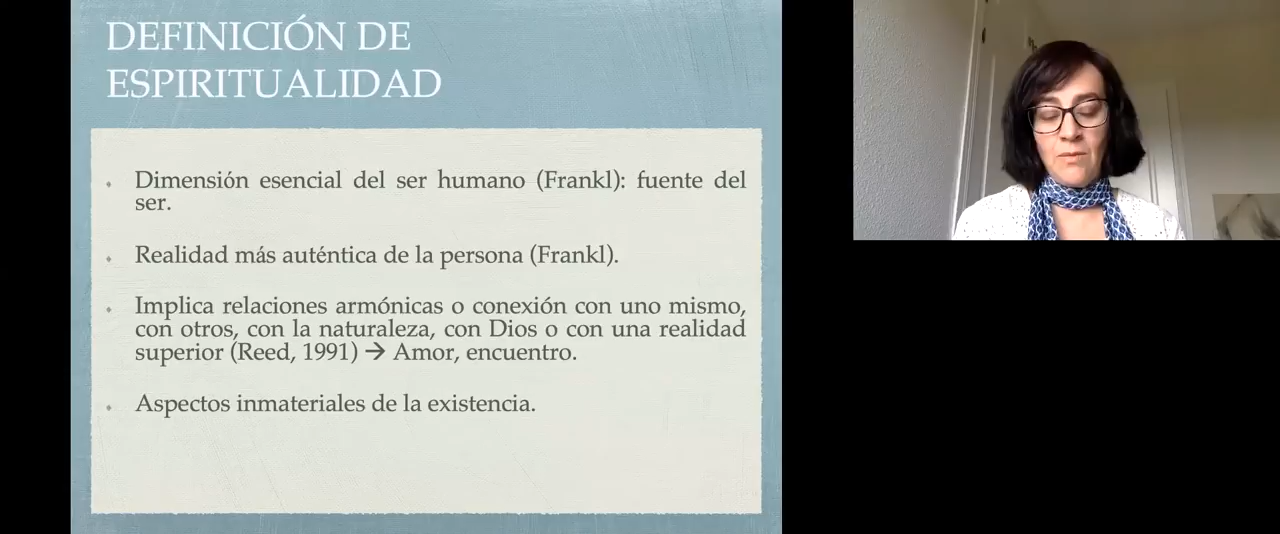 DEFINICIÓN DE
ESPIRITUALIDAD
Dimensión esencial del ser humano (Frankl): fuente del
ser.
Realidad más auténtica de la persona (Frankl).
Implica relaciones armónicas o conexión con uno mismo,
con otros, con la naturaleza, con Dios o con una realidad
superior (Reed, 1991) → Amor, encuentro.
Aspectos inmateriales de la existencia.